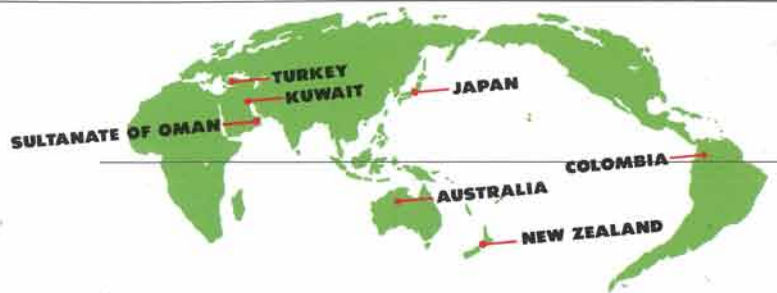 TURKEY
KUWAIT
JAPAN
SULTANATE OF OMAN
COLOMBIA
AUSTRALIA
NEW ZEALAND